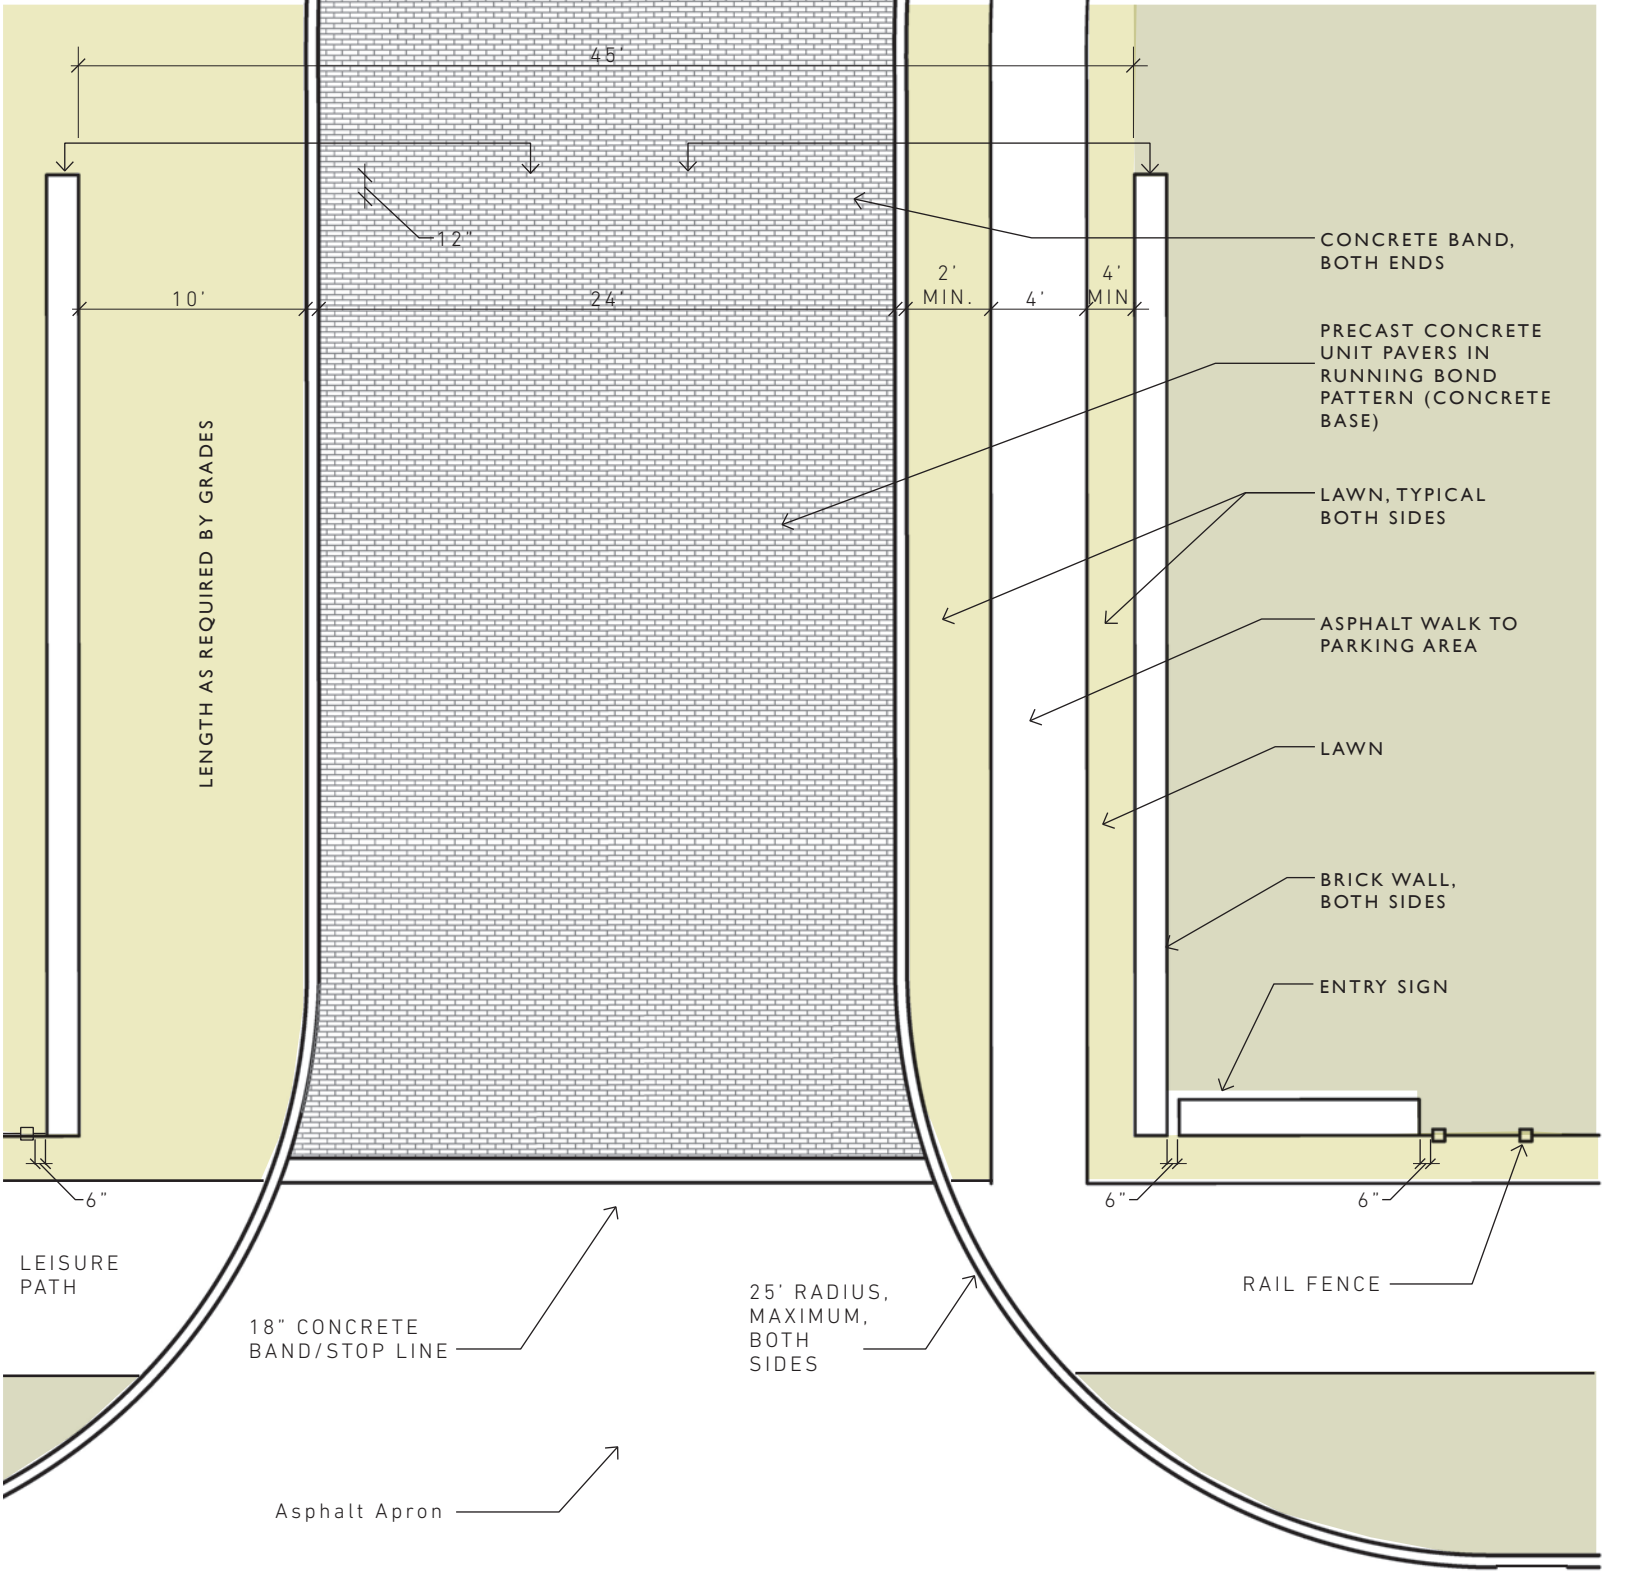 45'
12"
CONCRETE BAND,
BOTH ENDS
10'
24'
2'
MIN.
4'
4'
MIN
PRECAST CONCRETE
UNIT PAVERS IN
RUNNING BOND
PATTERN (CONCRETE
BASE)
LENGTH AS REQUIRED BY GRADES
LAWN, TYPICAL
BOTH SIDES
ASPHALT WALK TO
PARKING AREA
LAWN
BRICK WALL,
BOTH SIDES
ENTRY SIGN
6"
6"
6"
LEISURE
PATH
18" CONCRETE
BAND/STOP LINE
25' RADIUS,
MAXIMUM,
BOTH
SIDES
RAIL FENCE
Asphalt Apron